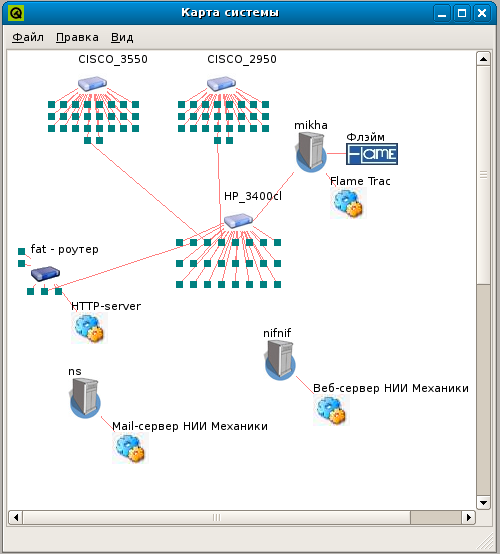 Карта системы
Файл Правка Вид
CISCO_3550
CISCO_2950
mikha
Флэйм
FLAME
Flame Trac
HP_3400cl
fat - роутер
HTTP-server
nifnif
ns
Веб-сервер НИИ Механики
Mail-сервер НИИ Механики